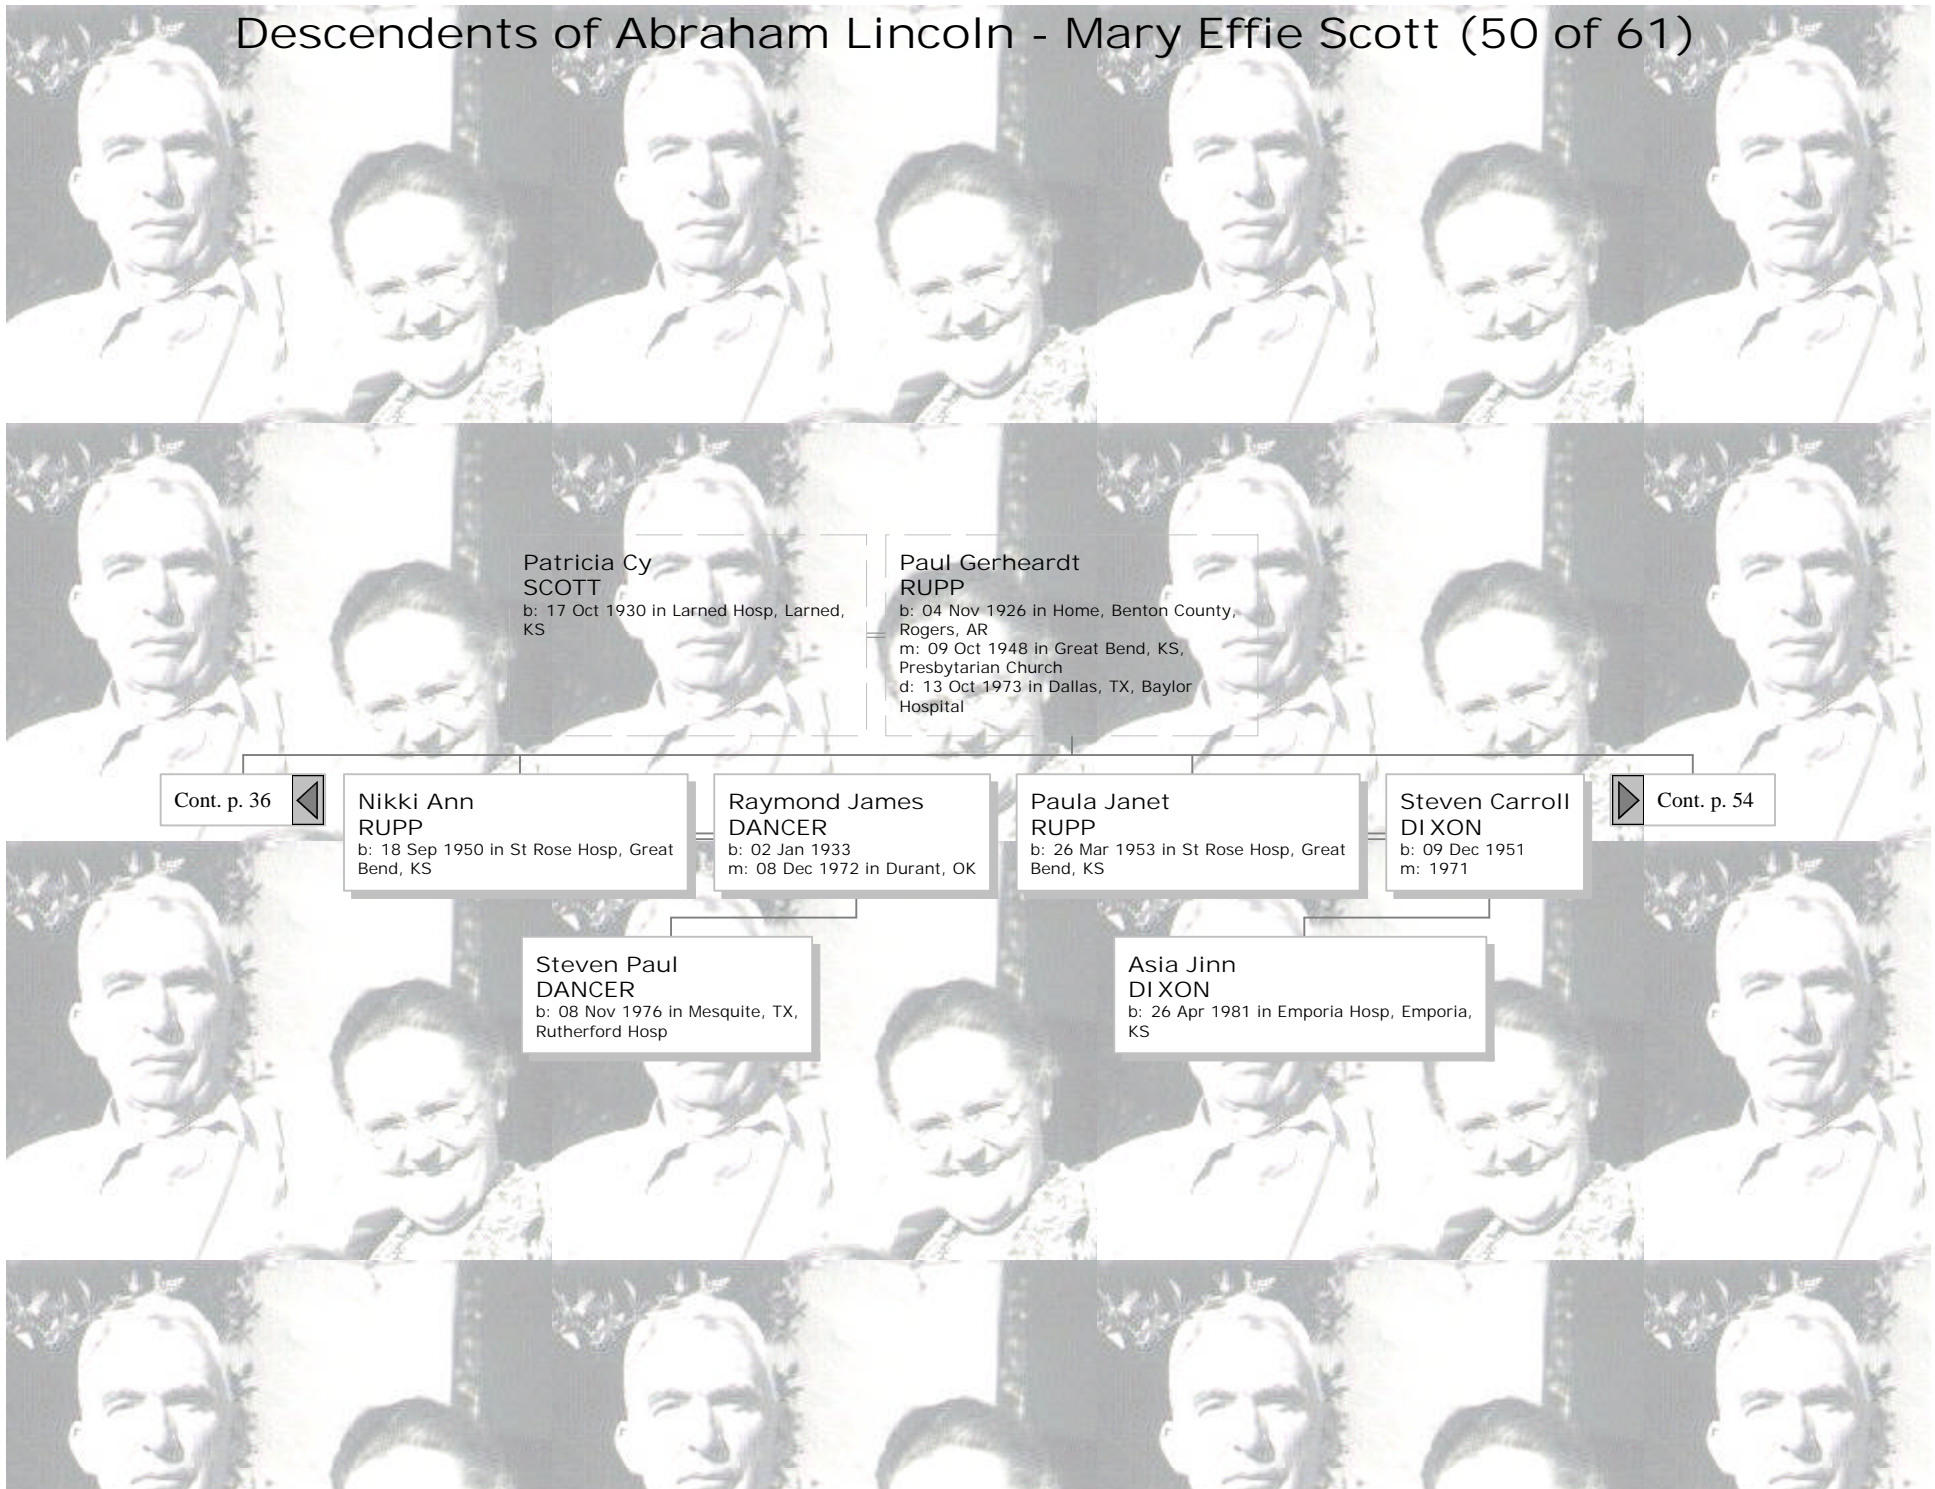 Descendents of Abraham Lincoln - Mary Effie Scott (50 of 61)
Patricia Cy
SCOTT
b: 17 Oct 1930 in Larned Hosp, Larned,
KS
Paul Gerheardt
RUPP
b: 04 Nov 1926 in Home, Benton County,
Rogers, AR
m: 09 Oct 1948 in Great Bend, KS,
Presbytarian Church
d: 13 Oct 1973 in Dallas, TX, Baylor
Hospital
Cont. p. 36
Nikki Ann
RUPP
b: 18 Sep 1950 in St Rose Hosp, Great
Bend, KS
Raymond James
DANCER
b: 02 Jan 1933
m: 08 Dec 1972 in Durant, OK
Paula Janet
RUPP
b: 26 Mar 1953 in St Rose Hosp, Great
Bend, KS
Steven Carroll
DIXON
b: 09 Dec 1951
m: 1971
Cont. p. 54
Steven Paul
DANCER
b: 08 Nov 1976 in Mesquite, TX,
Rutherford Hosp
Asia Jinn
DIXON
b: 26 Apr 1981 in Emporia Hosp, Emporia,
KS